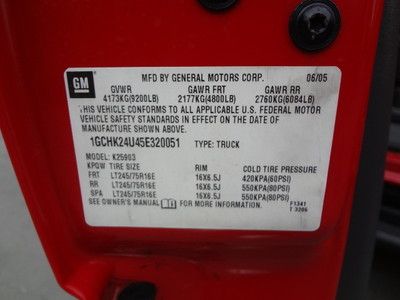 GM
MFD BY GENERAL MOTORS CORP. 06/05
GVWR GAWR FRT GAWR RR
4173KG(9200LB) 2177KG(4800LB) 2760KG(6084LB)
THIS VEHICLE CONFORMS TO ALL APPLICABLE U.S. FEDERAL MOTOR
VEHICLE SAFETY STANDARDS IN EFFECT ON THE DATE OF
MANUFACTURE SHOWN ABOVE.
1GCHK24U45E320051 TYPE: TRUCK
MODEL: K25903
KPQW TIRE SIZE RIM COLD TIRE PRESSURE
FRT LT245/75R16E 16X6.5J 420KPA(60PSI)
RR LT245/75R16E 16X6.5J 550KPA(80PSI)
SPA LT245/75R16E 16X6.5J 550KPA(80PSI)
SEE OWNER'S MANUAL FOR MORE INFORMATION. F1341
T 3206